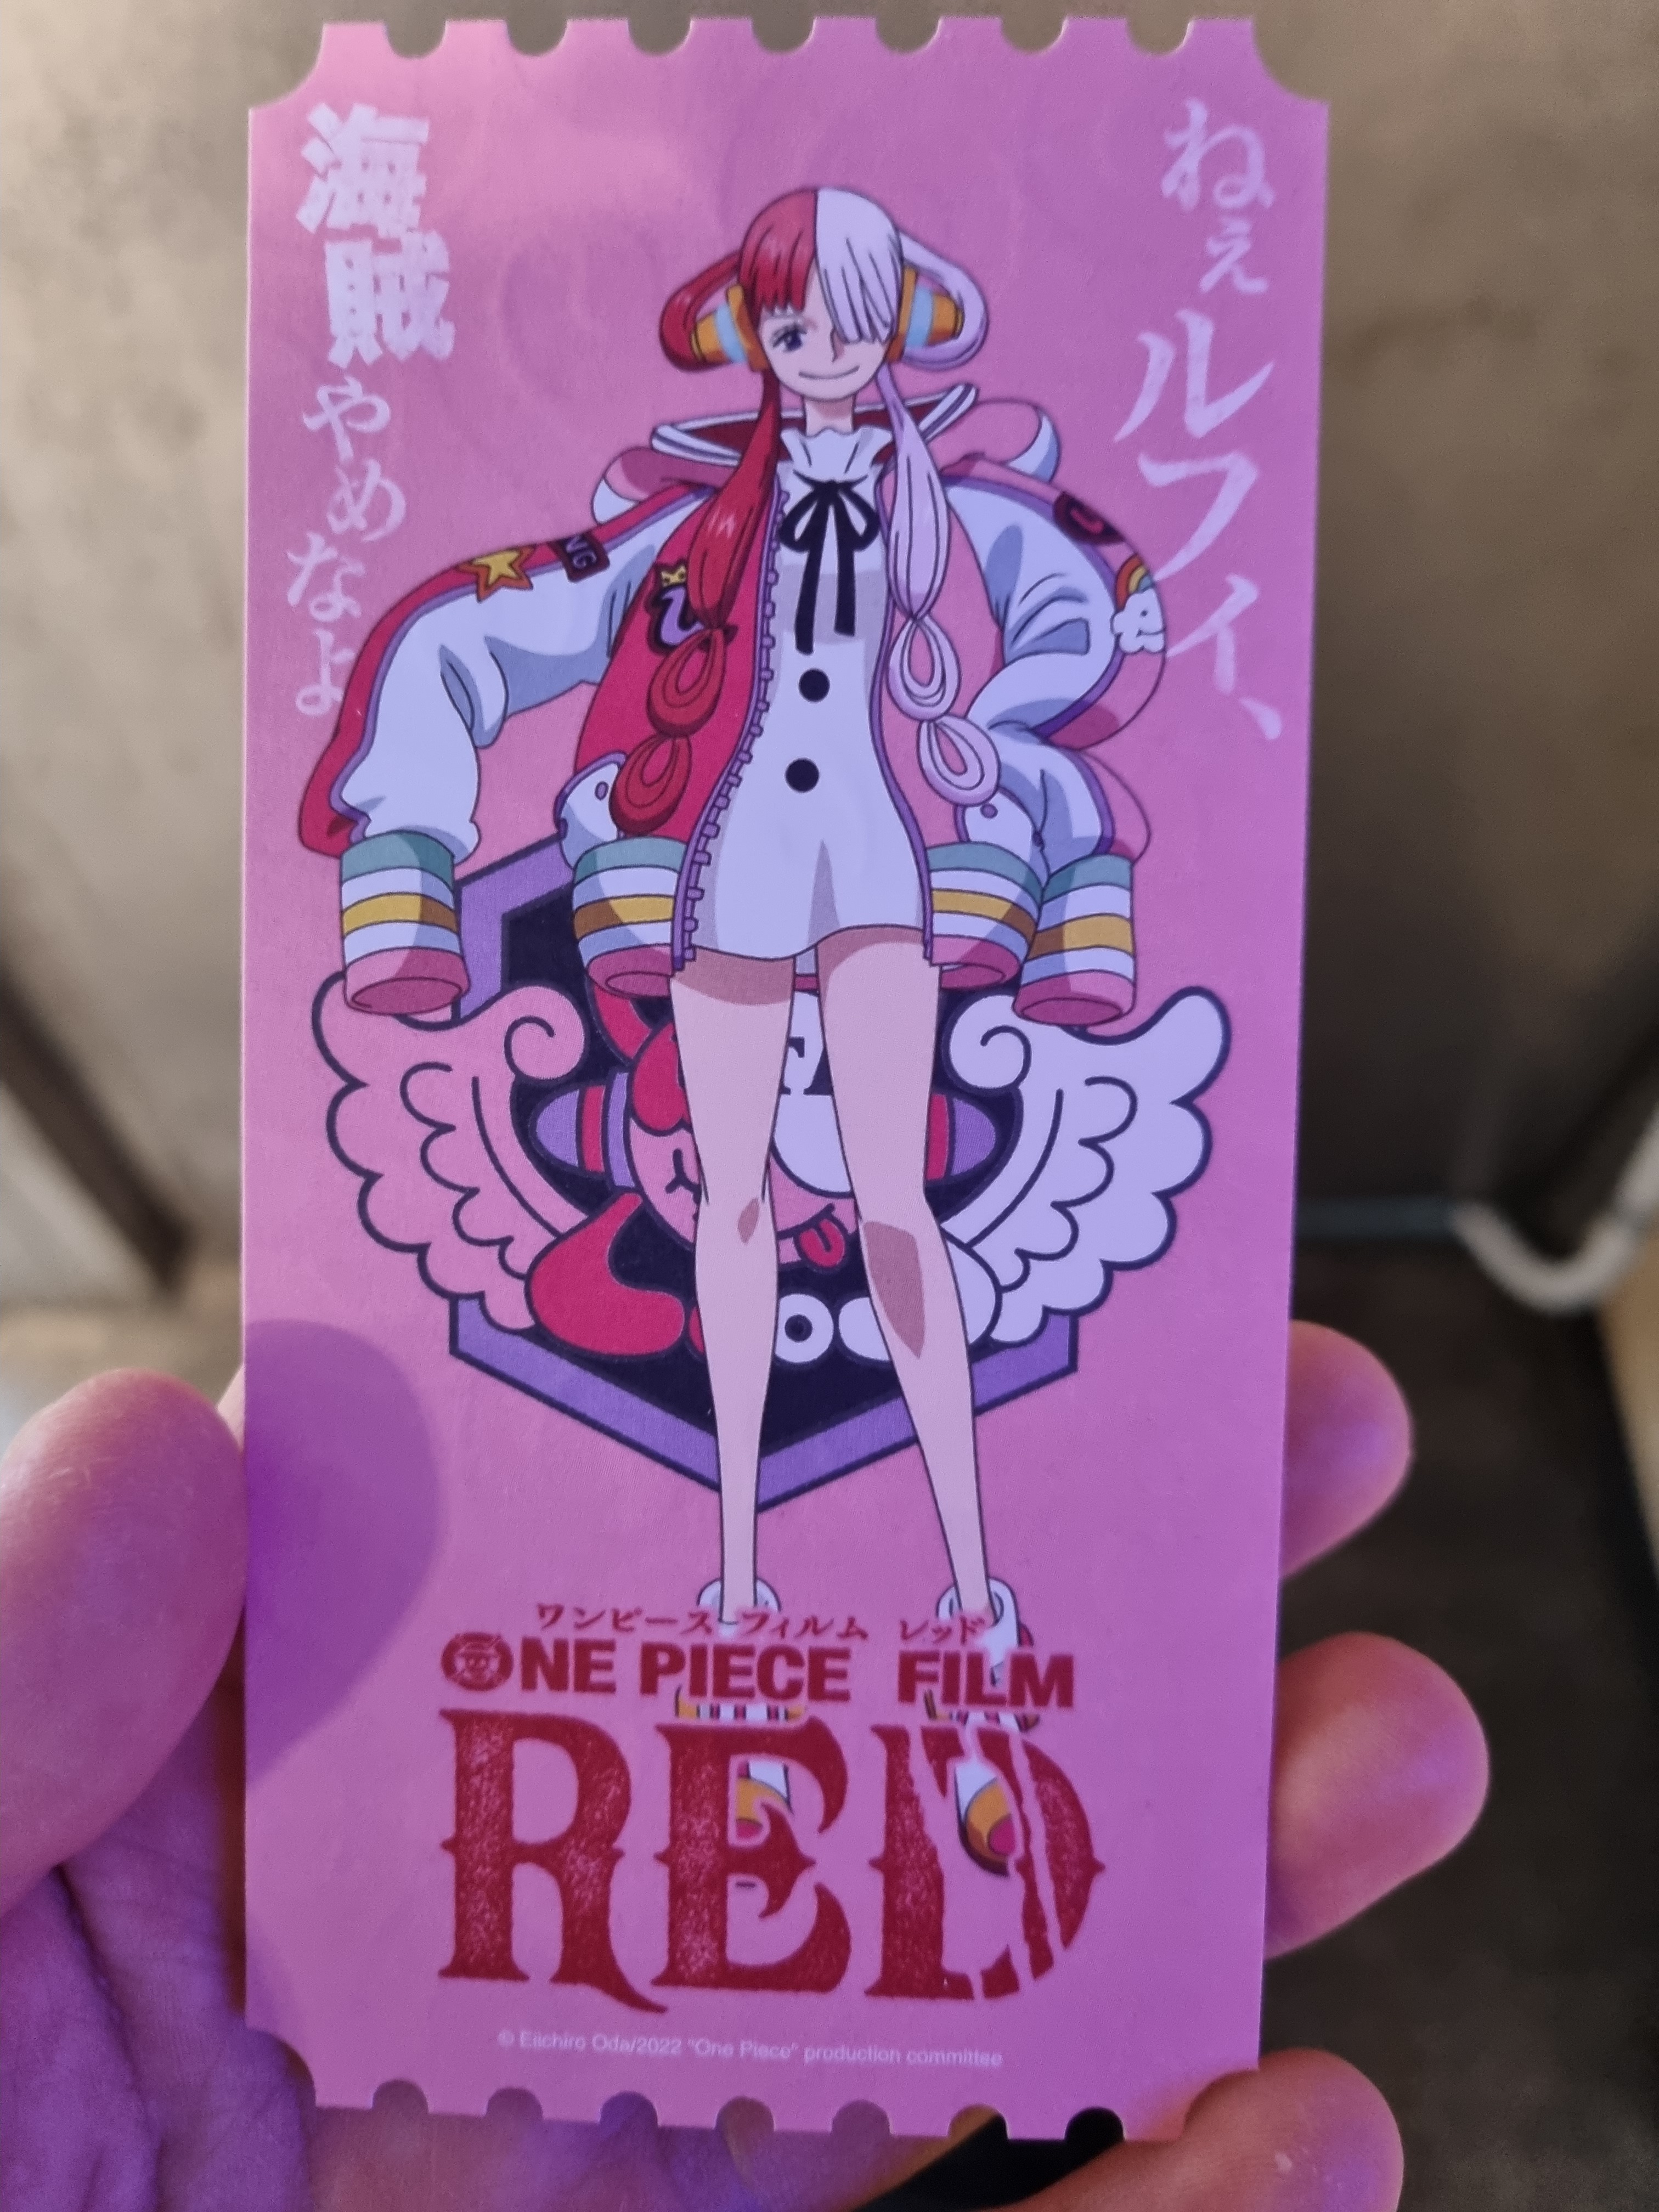 ねぇルフィ、
海賊やめなよ
ワンピース フィルム レッド
ONE PIECE FILM
RED
© Eiichiro Oda/2022 "One Piece" production committee